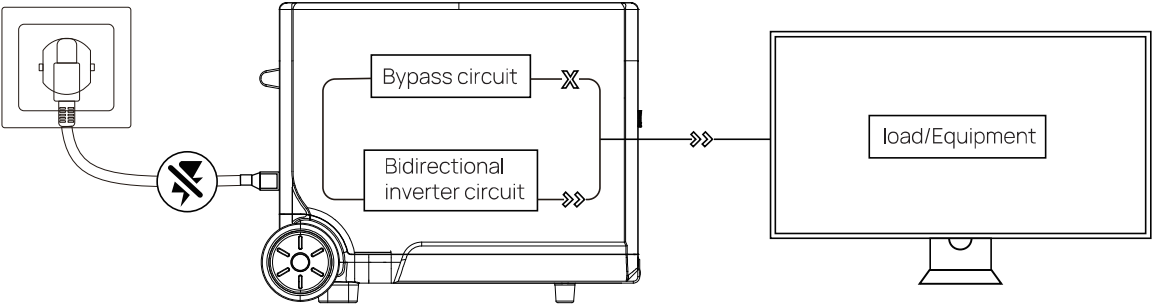 Bypass circuit
X
Bidirectional
inverter circuit
load/Equipment